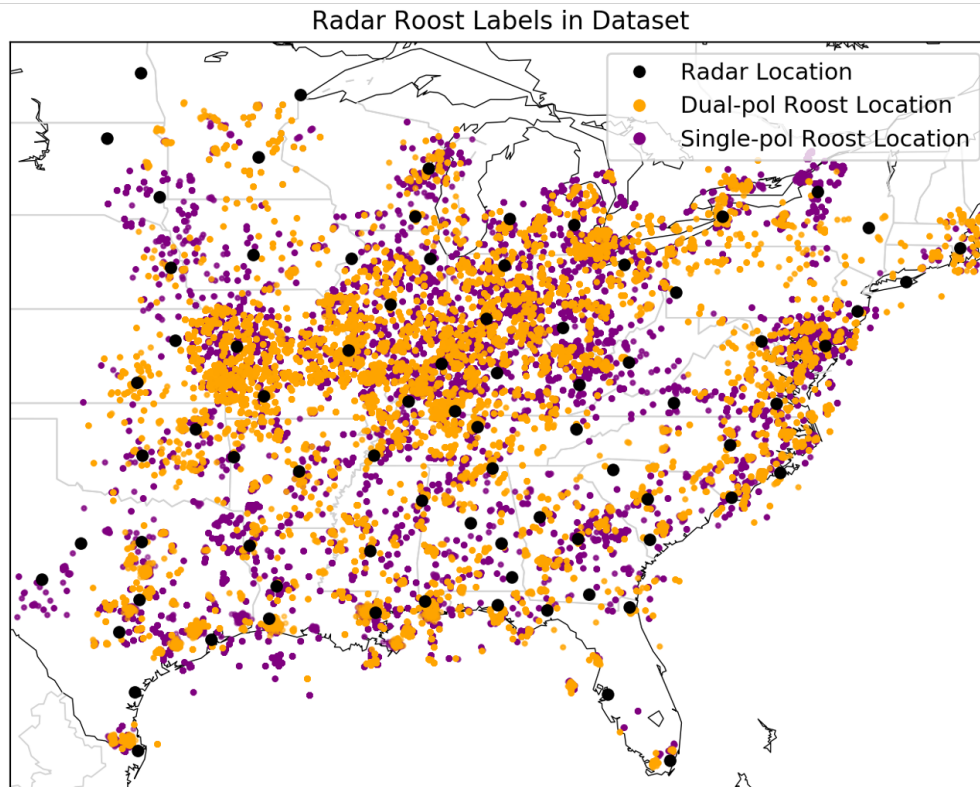 Radar Roost Labels in Dataset
Radar Location
Dual-pol Roost Location
Single-pol Roost Location